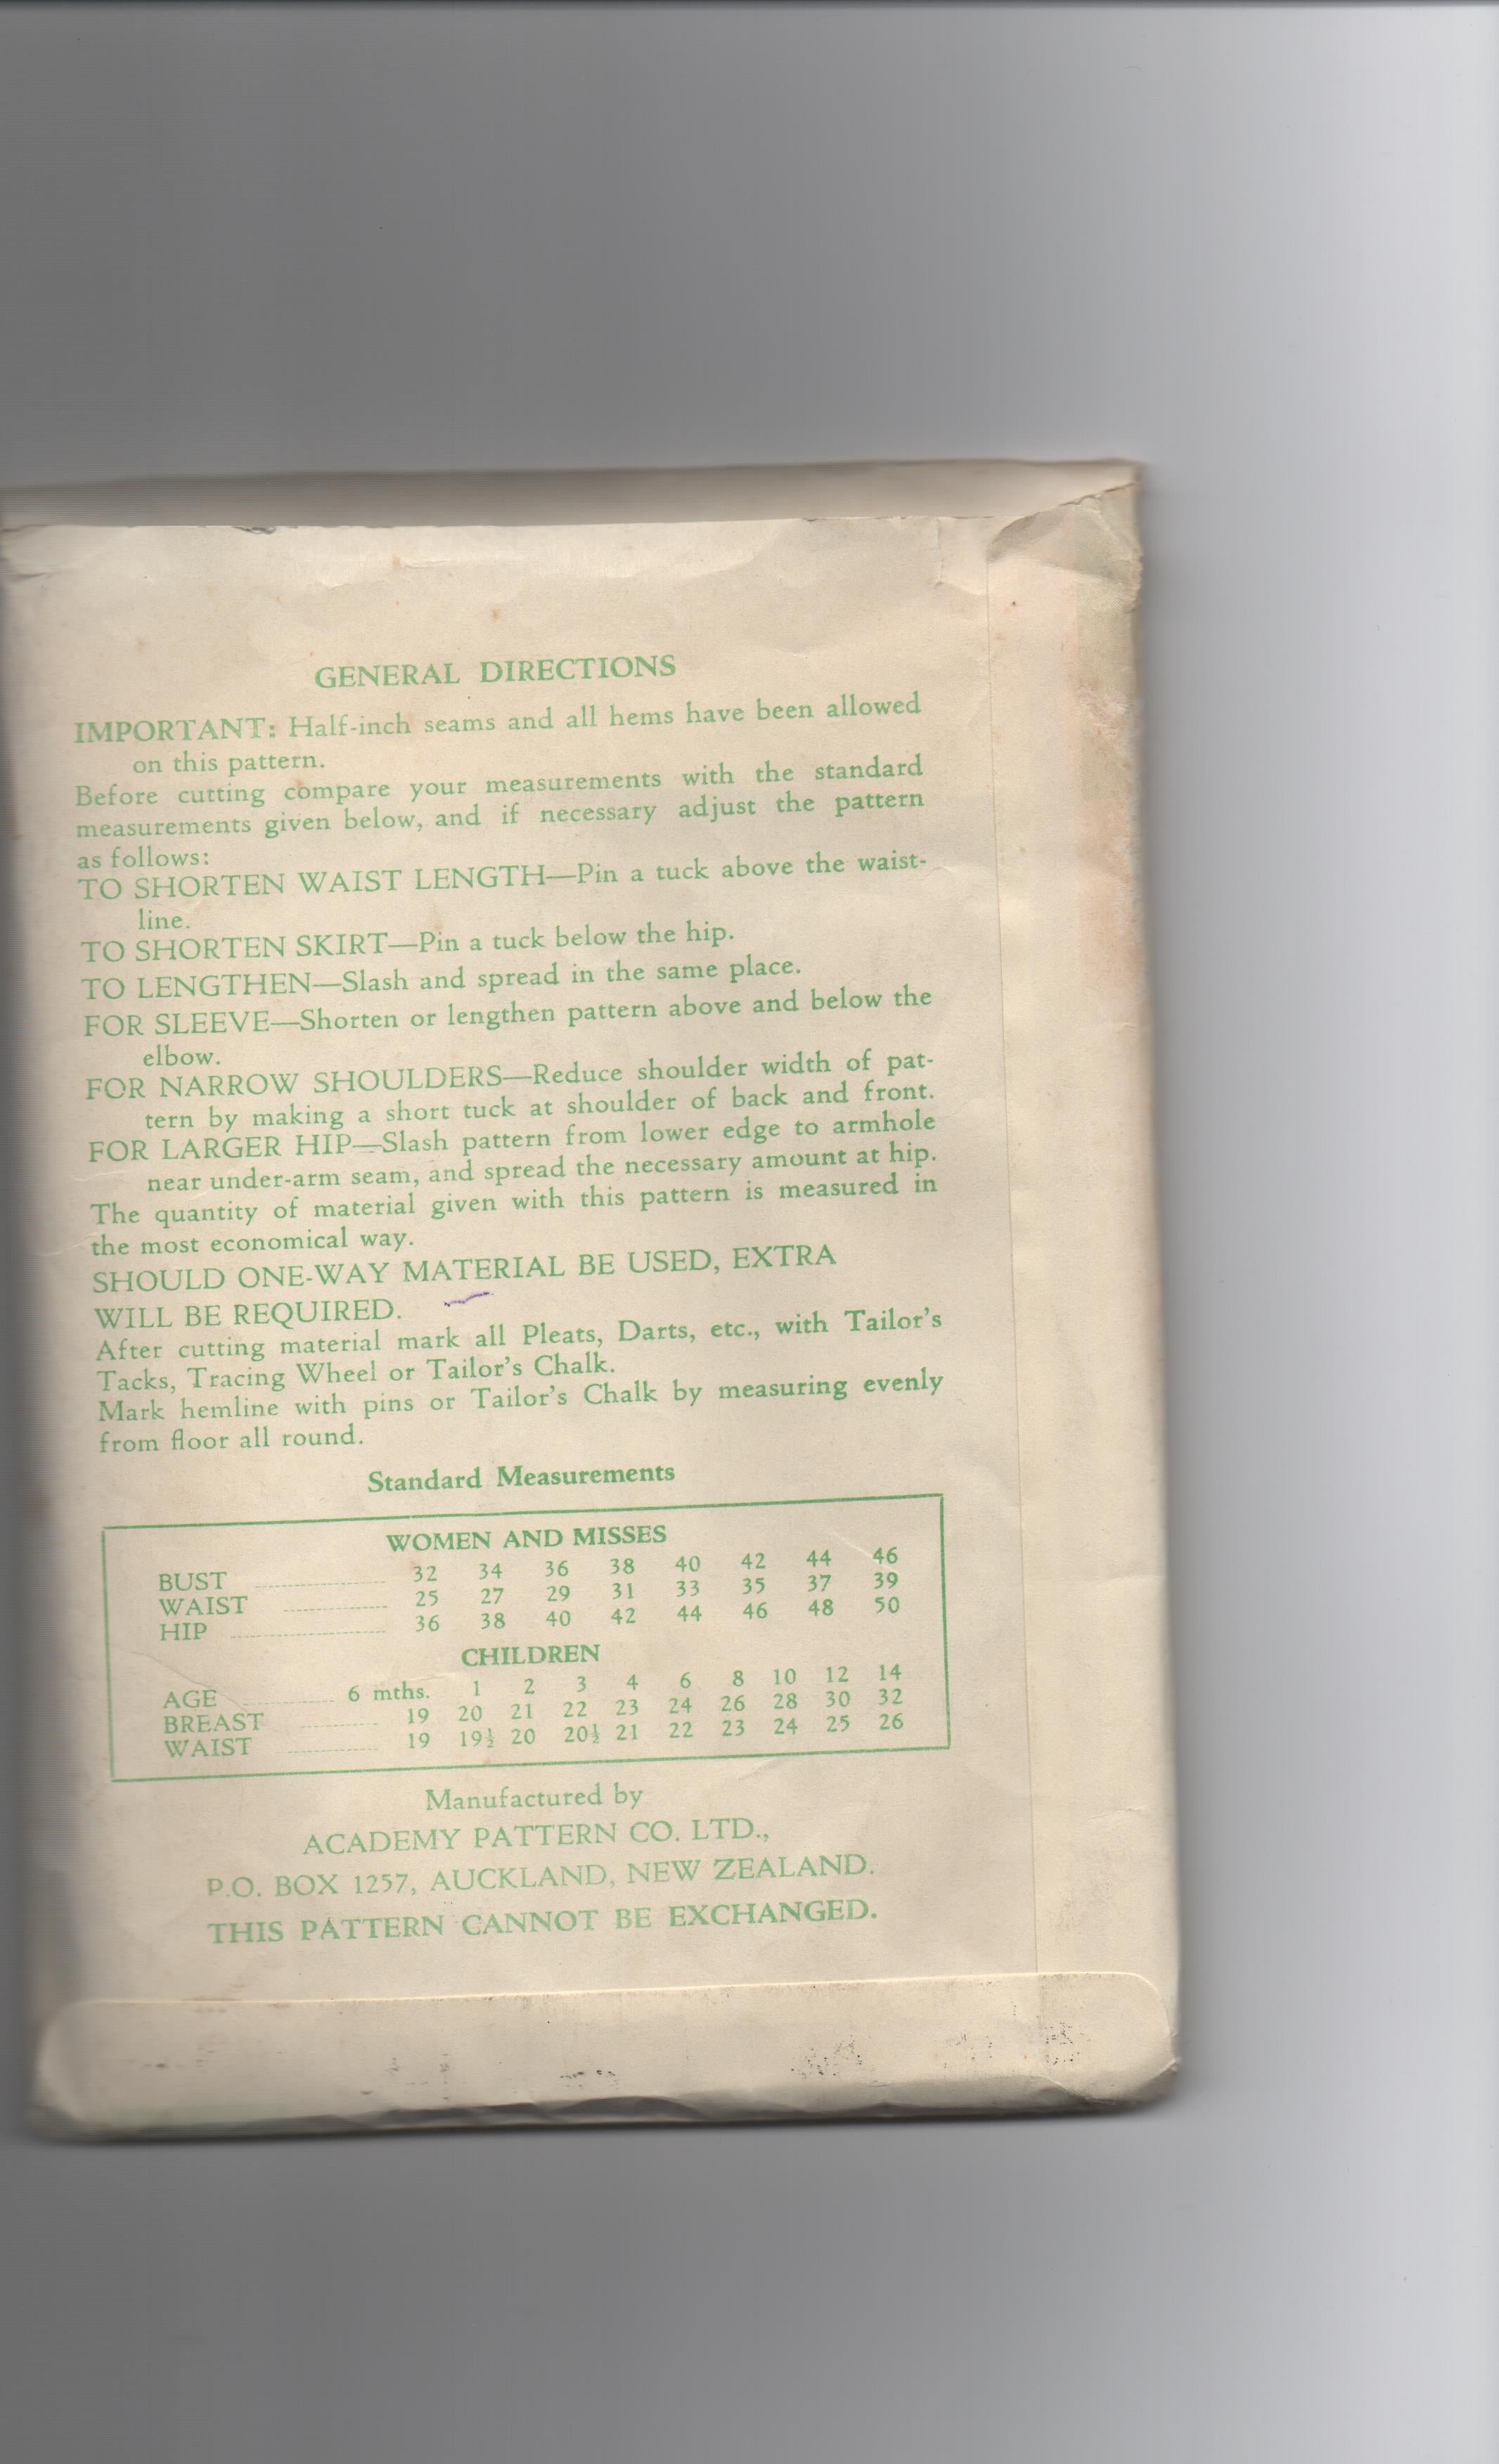 GENERAL DIRECTIONS
IMPORTANT: Half-inch seams and all hems have been allowed
on this pattern.
Before cutting compare your measurements with the standard
measurements given below, and if necessary adjust the pattern
as follows:
TO SHORTEN WAIST LENGTH—Pin a tuck above the waist-
line.
TO SHORTEN SKIRT—Pin a tuck below the hip.
TO LENGTHEN—Slash and spread in the same place.
FOR SLEEVE—Shorten or lengthen pattern above and below the
elbow.
FOR NARROW SHOULDERS—Reduce shoulder width of pat-
tern by making a short tuck at shoulder of back and front.
FOR LARGER HIP—Slash pattern from lower edge to armhole
near under-arm seam, and spread the necessary amount at hip.
The quantity of material given with this pattern is measured in
the most economical way.
SHOULD ONE-WAY MATERIAL BE USED, EXTRA
WILL BE REQUIRED.
After cutting material mark all Pleats, Darts, etc., with Tailor's
Tacks, Tracing Wheel or Tailor's Chalk.
Mark hemline with pins or Tailor's Chalk by measuring evenly
from floor all round.
Standard Measurements
WOMEN AND MISSES
BUST 32 34 36 38 40 42 44 46
WAIST 25 27 29 31 33 35 37 39
HIP 36 38 40 42 44 46 48 50
CHILDREN
AGE 6 mths. 1 2 3 4 6 8 10 12 14
BREAST 19 20 21 22 23 24 26 28 30 32
WAIST 19 19½ 20 20½ 21 22 23 24 25 26
Manufactured by
ACADEMY PATTERN CO. LTD.,
P.O. BOX 1257, AUCKLAND, NEW ZEALAND.
THIS PATTERN CANNOT BE EXCHANGED.